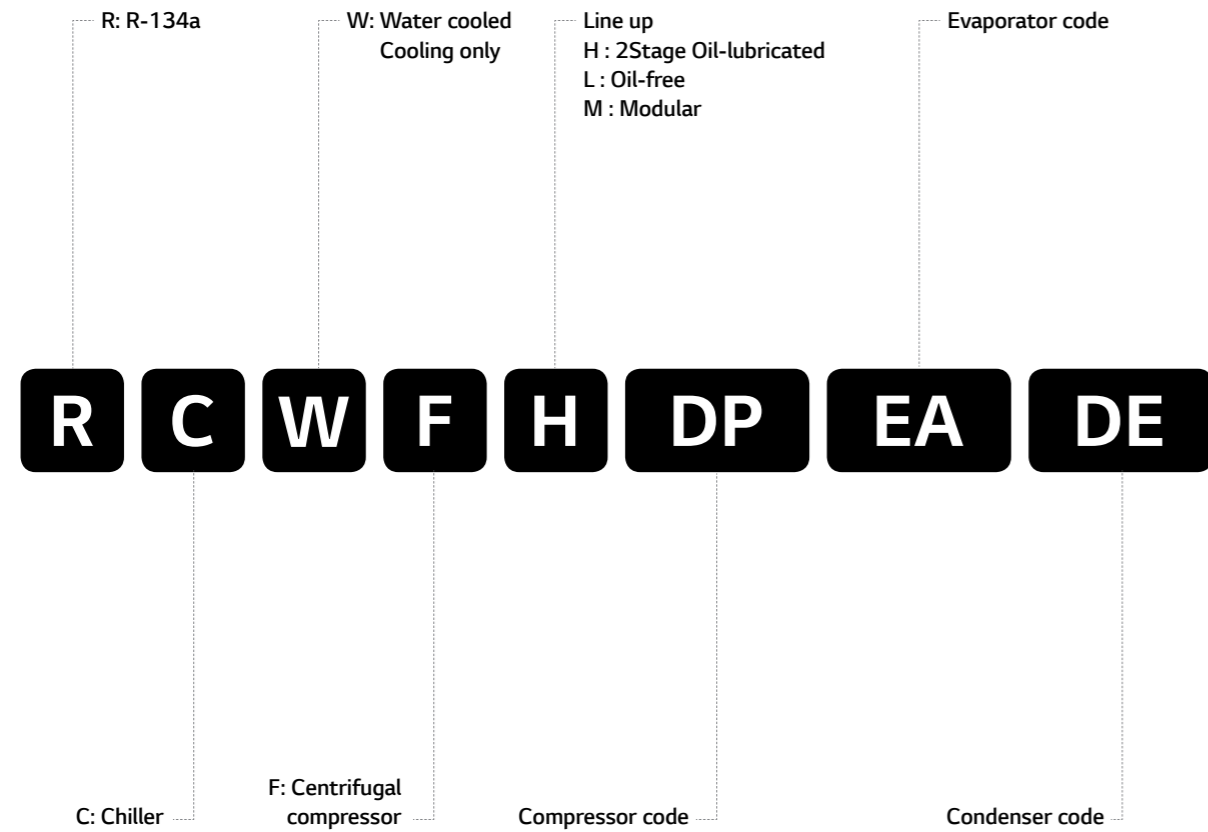 R: R-134a
W: Water cooled
Cooling only
Line up
H : 2Stage Oil-lubricated
L : Oil-free
M : Modular
Evaporator code
R C W F H DP EA DE
C: Chiller
F: Centrifugal
compressor
Compressor code
Condenser code